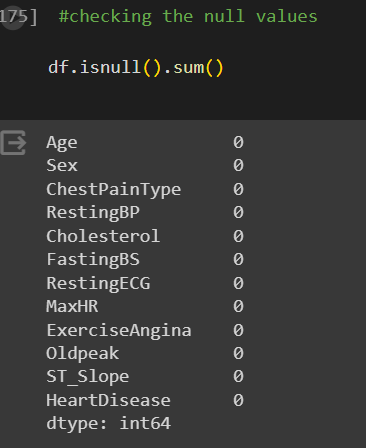 175] #checking the null values
df.isnull().sum()
Age 0
Sex 0
ChestPainType 0
RestingBP 0
Cholesterol 0
FastingBS 0
RestingECG 0
MaxHR 0
ExerciseAngina 0
Oldpeak 0
ST_Slope 0
HeartDisease 0
dtype: int64